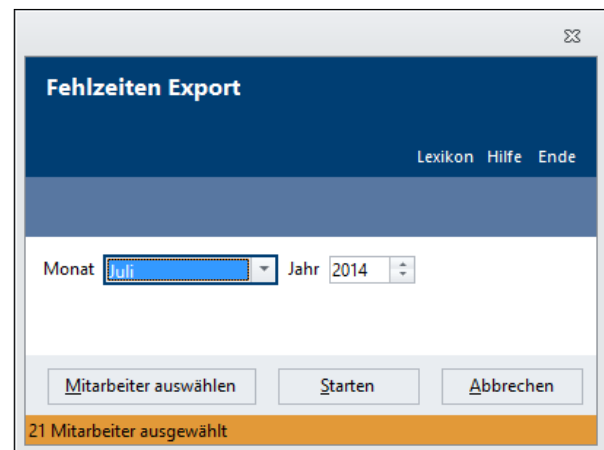 Fehlzeiten Export
Lexikon Hilfe Ende
Monat Juli Jahr 2014
Mitarbeiter auswählen Starten Abbrechen
21 Mitarbeiter ausgewählt